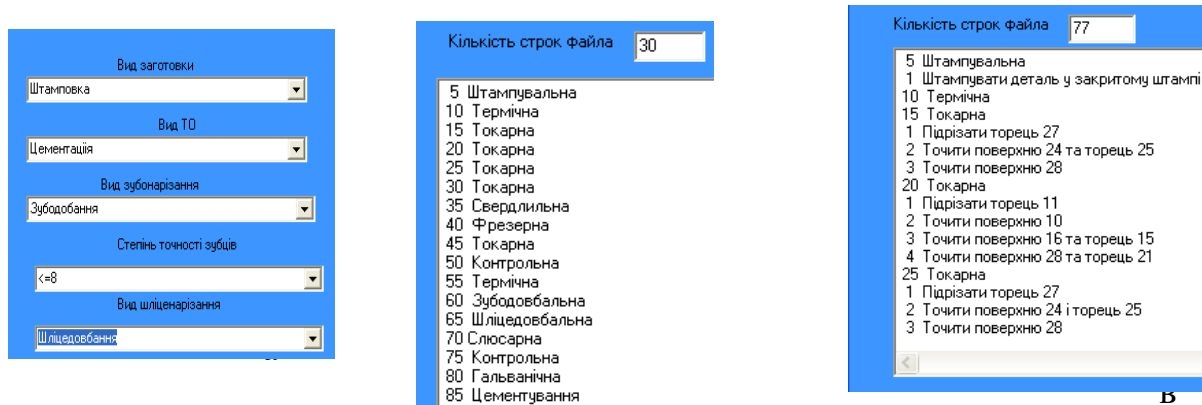 Вид заготовки
Штамповка
Вид ТО
Цементація
Вид зубонарізання
Зубодобання
Степінь точності зубців
<=8
Вид шліценарізання
Шліцедовбання
Кількість строк файла 30
5 Штампувальна
10 Термічна
15 Токарна
20 Токарна
25 Токарна
30 Токарна
35 Свердлильна
40 Фрезерна
45 Токарна
50 Контрольна
55 Термічна
60 Зубодовбальна
65 Шліцедовбальна
70 Слюсарна
75 Контрольна
80 Гальванічна
85 Цементування
Кількість строк файла 77
5 Штампувальна
1 Штампувати деталь у закритому штампі
10 Термічна
15 Токарна
1 Підрізати торець 27
2 Точити поверхню 24 та торець 25
3 Точити поверхню 28
20 Токарна
1 Підрізати торець 11
2 Точити поверхню 10
3 Точити поверхню 16 та торець 15
4 Точити поверхню 28 та торець 21
25 Токарна
1 Підрізати торець 27
2 Точити поверхню 24 і торець 25
3 Точити поверхню 28